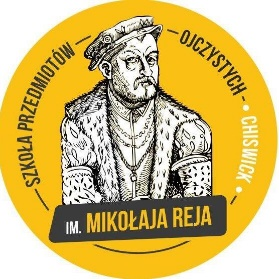 SZKOŁA PRZEDMIOTÓW
OJCZYSTYCH - • CHISWICK •
IM. MIKOŁAJA REJA